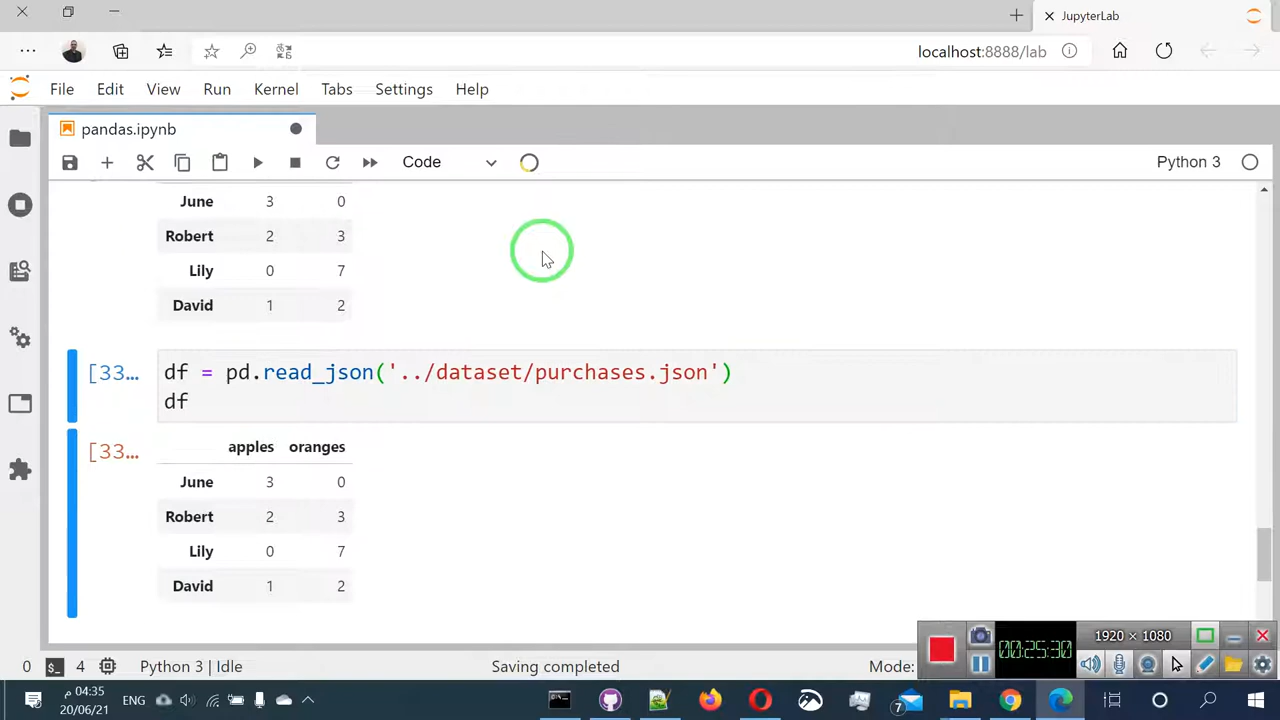 JupyterLab
localhost:8888/lab
File Edit View Run Kernel Tabs Settings Help
pandas.ipynb
Code
Python 3
June 3 0
Robert 2 3
Lily 0 7
David 1 2
[33…
df = pd.read_json('../dataset/purchases.json')
df
[33…
apples oranges
June 3 0
Robert 2 3
Lily 0 7
David 1 2
1920 × 1080
00:25:30
0 4 Python 3 | Idle Saving completed Mode:
04:35 م
20/06/21
ENG
7